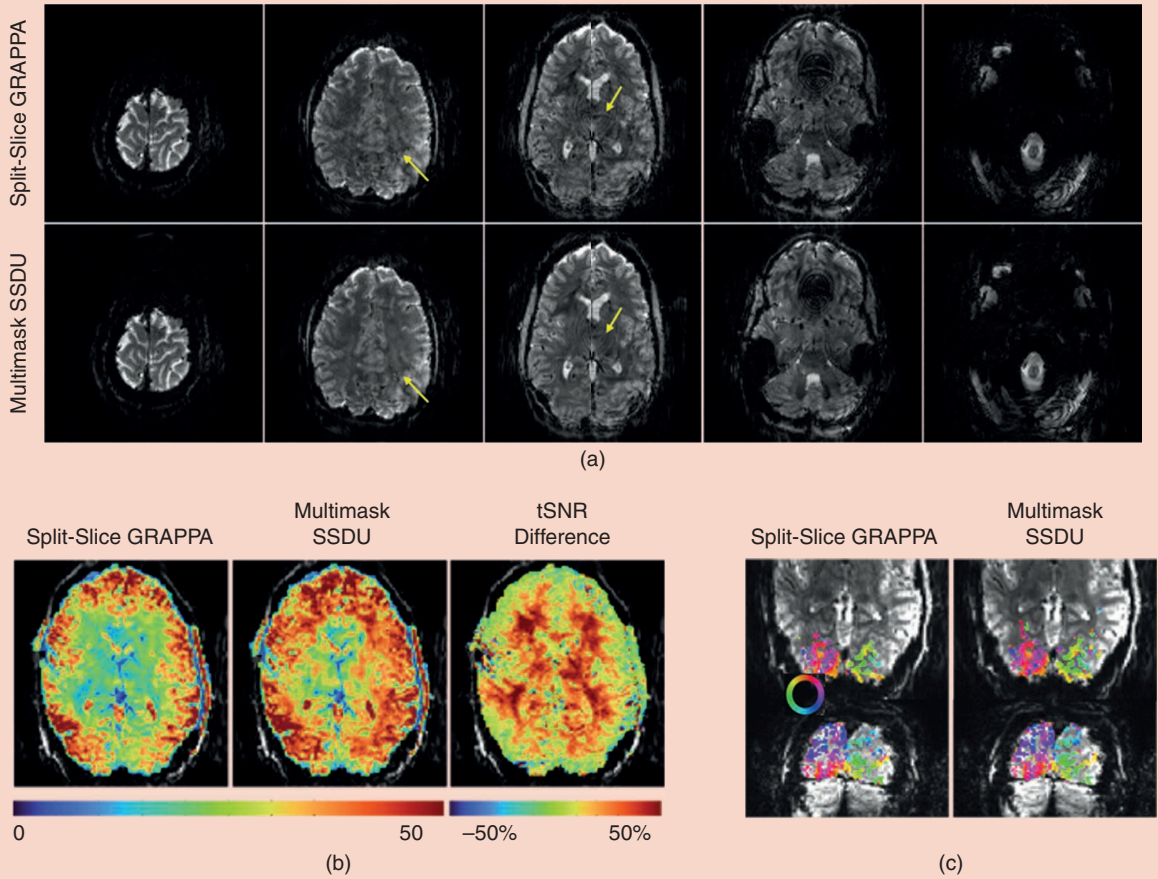 Split-Slice GRAPPA
Multimask SSDU
(a)
Split-Slice GRAPPA
Multimask
SSDU
tSNR
Difference
0
50
–50%
50%
(b)
Split-Slice GRAPPA
Multimask
SSDU
(c)